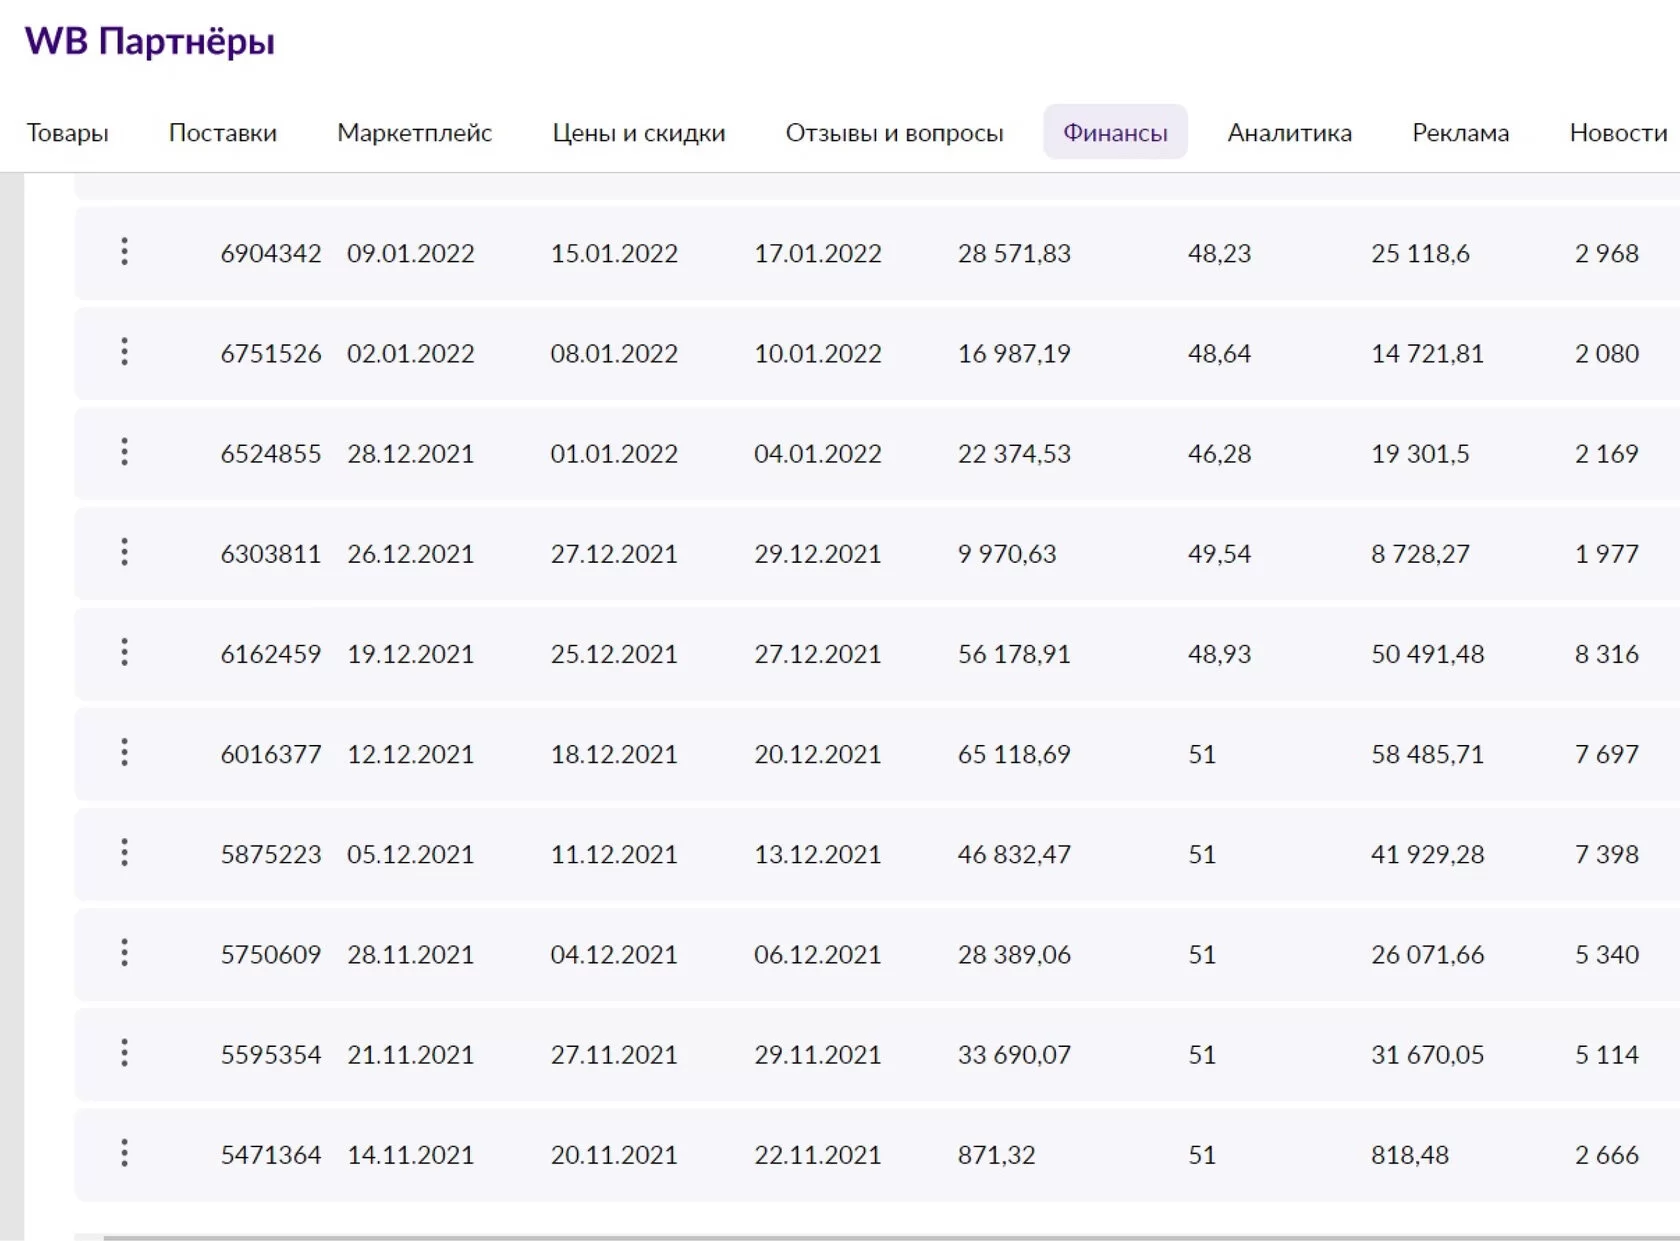 WB Партнёры
Товары Поставки Маркетплейс Цены и скидки Отзывы и вопросы Финансы Аналитика Реклама Новости
6904342 09.01.2022 15.01.2022 17.01.2022 28 571,83 48,23 25 118,6 2 968
6751526 02.01.2022 08.01.2022 10.01.2022 16 987,19 48,64 14 721,81 2 080
6524855 28.12.2021 01.01.2022 04.01.2022 22 374,53 46,28 19 301,5 2 169
6303811 26.12.2021 27.12.2021 29.12.2021 9 970,63 49,54 8 728,27 1 977
6162459 19.12.2021 25.12.2021 27.12.2021 56 178,91 48,93 50 491,48 8 316
6016377 12.12.2021 18.12.2021 20.12.2021 65 118,69 51 58 485,71 7 697
5875223 05.12.2021 11.12.2021 13.12.2021 46 832,47 51 41 929,28 7 398
5750609 28.11.2021 04.12.2021 06.12.2021 28 389,06 51 26 071,66 5 340
5595354 21.11.2021 27.11.2021 29.11.2021 33 690,07 51 31 670,05 5 114
5471364 14.11.2021 20.11.2021 22.11.2021 871,32 51 818,48 2 666